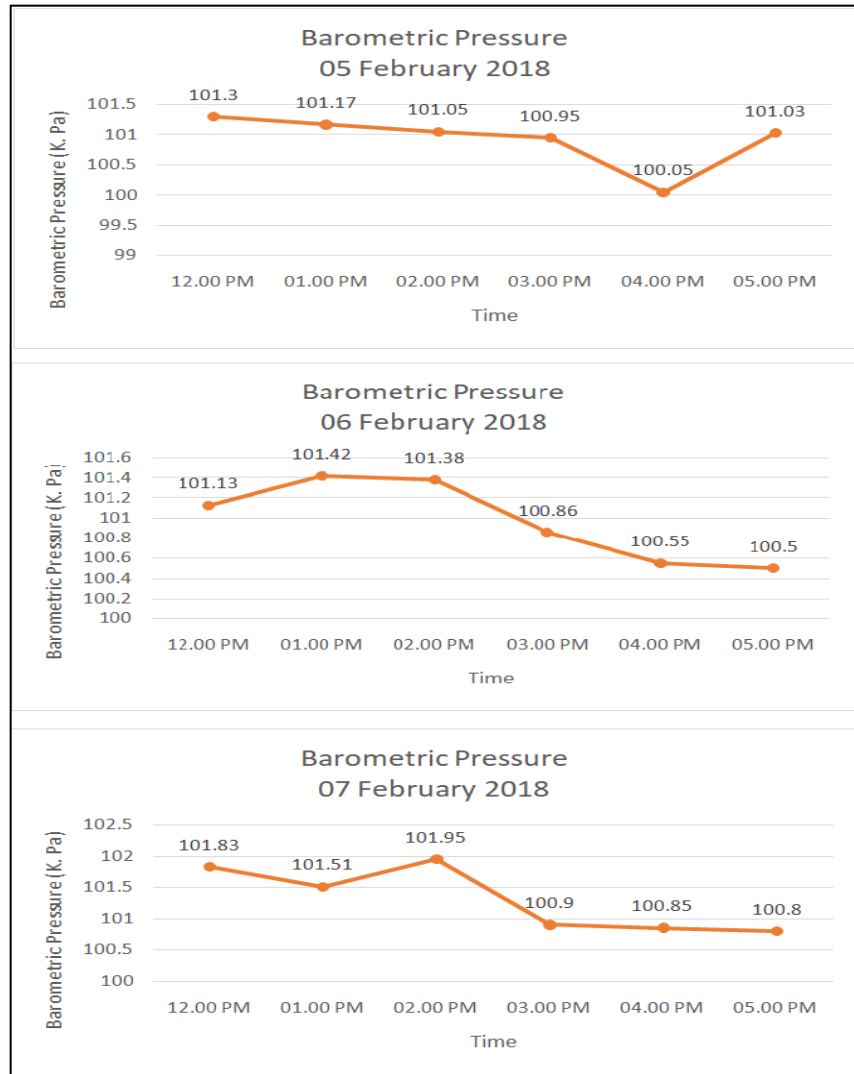 Barometric Pressure
05 February 2018
Barometric Pressure (K. Pa)
101.5
101
100.5
100
99.5
99
101.3
101.17
101.05
100.95
100.05
101.03
12.00 PM 01.00 PM 02.00 PM 03.00 PM 04.00 PM 05.00 PM
Time
Barometric Pressure
06 February 2018
Barometric Pressure (K. Pa)
101.6
101.4
101.2
101
100.8
100.6
100.4
100.2
100
101.13
101.42
101.38
100.86
100.55
100.5
12.00 PM 01.00 PM 02.00 PM 03.00 PM 04.00 PM 05.00 PM
Time
Barometric Pressure
07 February 2018
Barometric Pressure (K. Pa)
102.5
102
101.5
101
100.5
100
101.83
101.51
101.95
100.9
100.85
100.8
12.00 PM 01.00 PM 02.00 PM 03.00 PM 04.00 PM 05.00 PM
Time